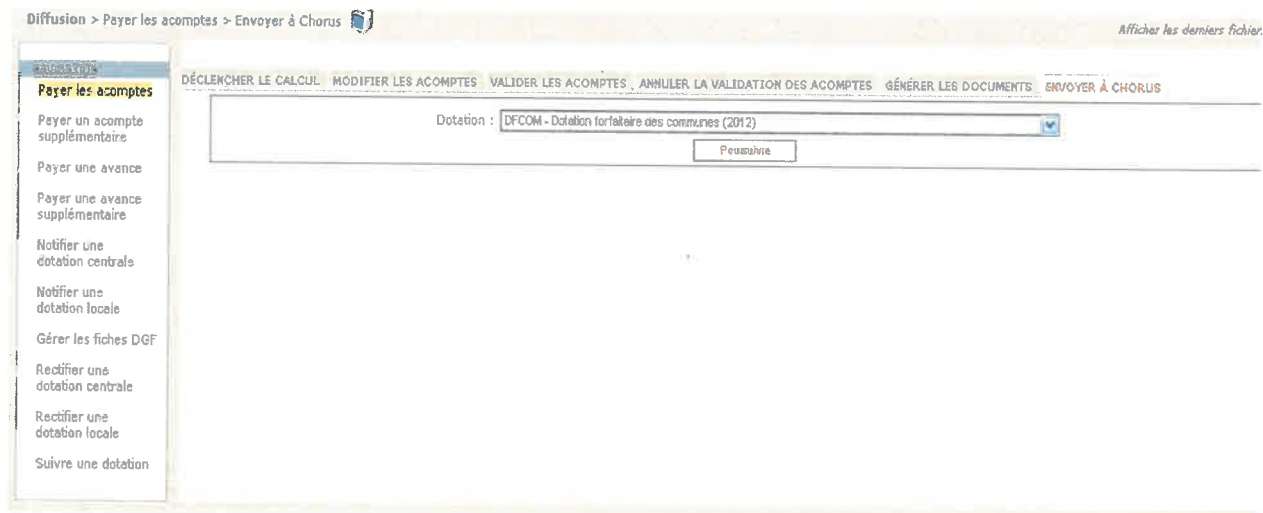 Diffusion > Payer les acomptes > Envoyer à Chorus
Afficher les derniers fichier
Payer les acomptes
Payer un acompte
supplémentaire
Payer une avance
Payer une avance
supplémentaire
Notifier une
dotation centrale
Notifier une
dotation locale
Gérer les fiches DGF
Rectifier une
dotation centrale
Rectifier une
dotation locale
Suivre une dotation
DÉCLENCHER LE CALCUL MODIFIER LES ACOMPTES VALIDER LES ACOMPTES ANNULER LA VALIDATION DES ACOMPTES GÉNÉRER LES DOCUMENTS ENVOYER À CHORUS
Dotation : DFCOM - Dotation forfaitaire des communes (2012)
Poursuivre